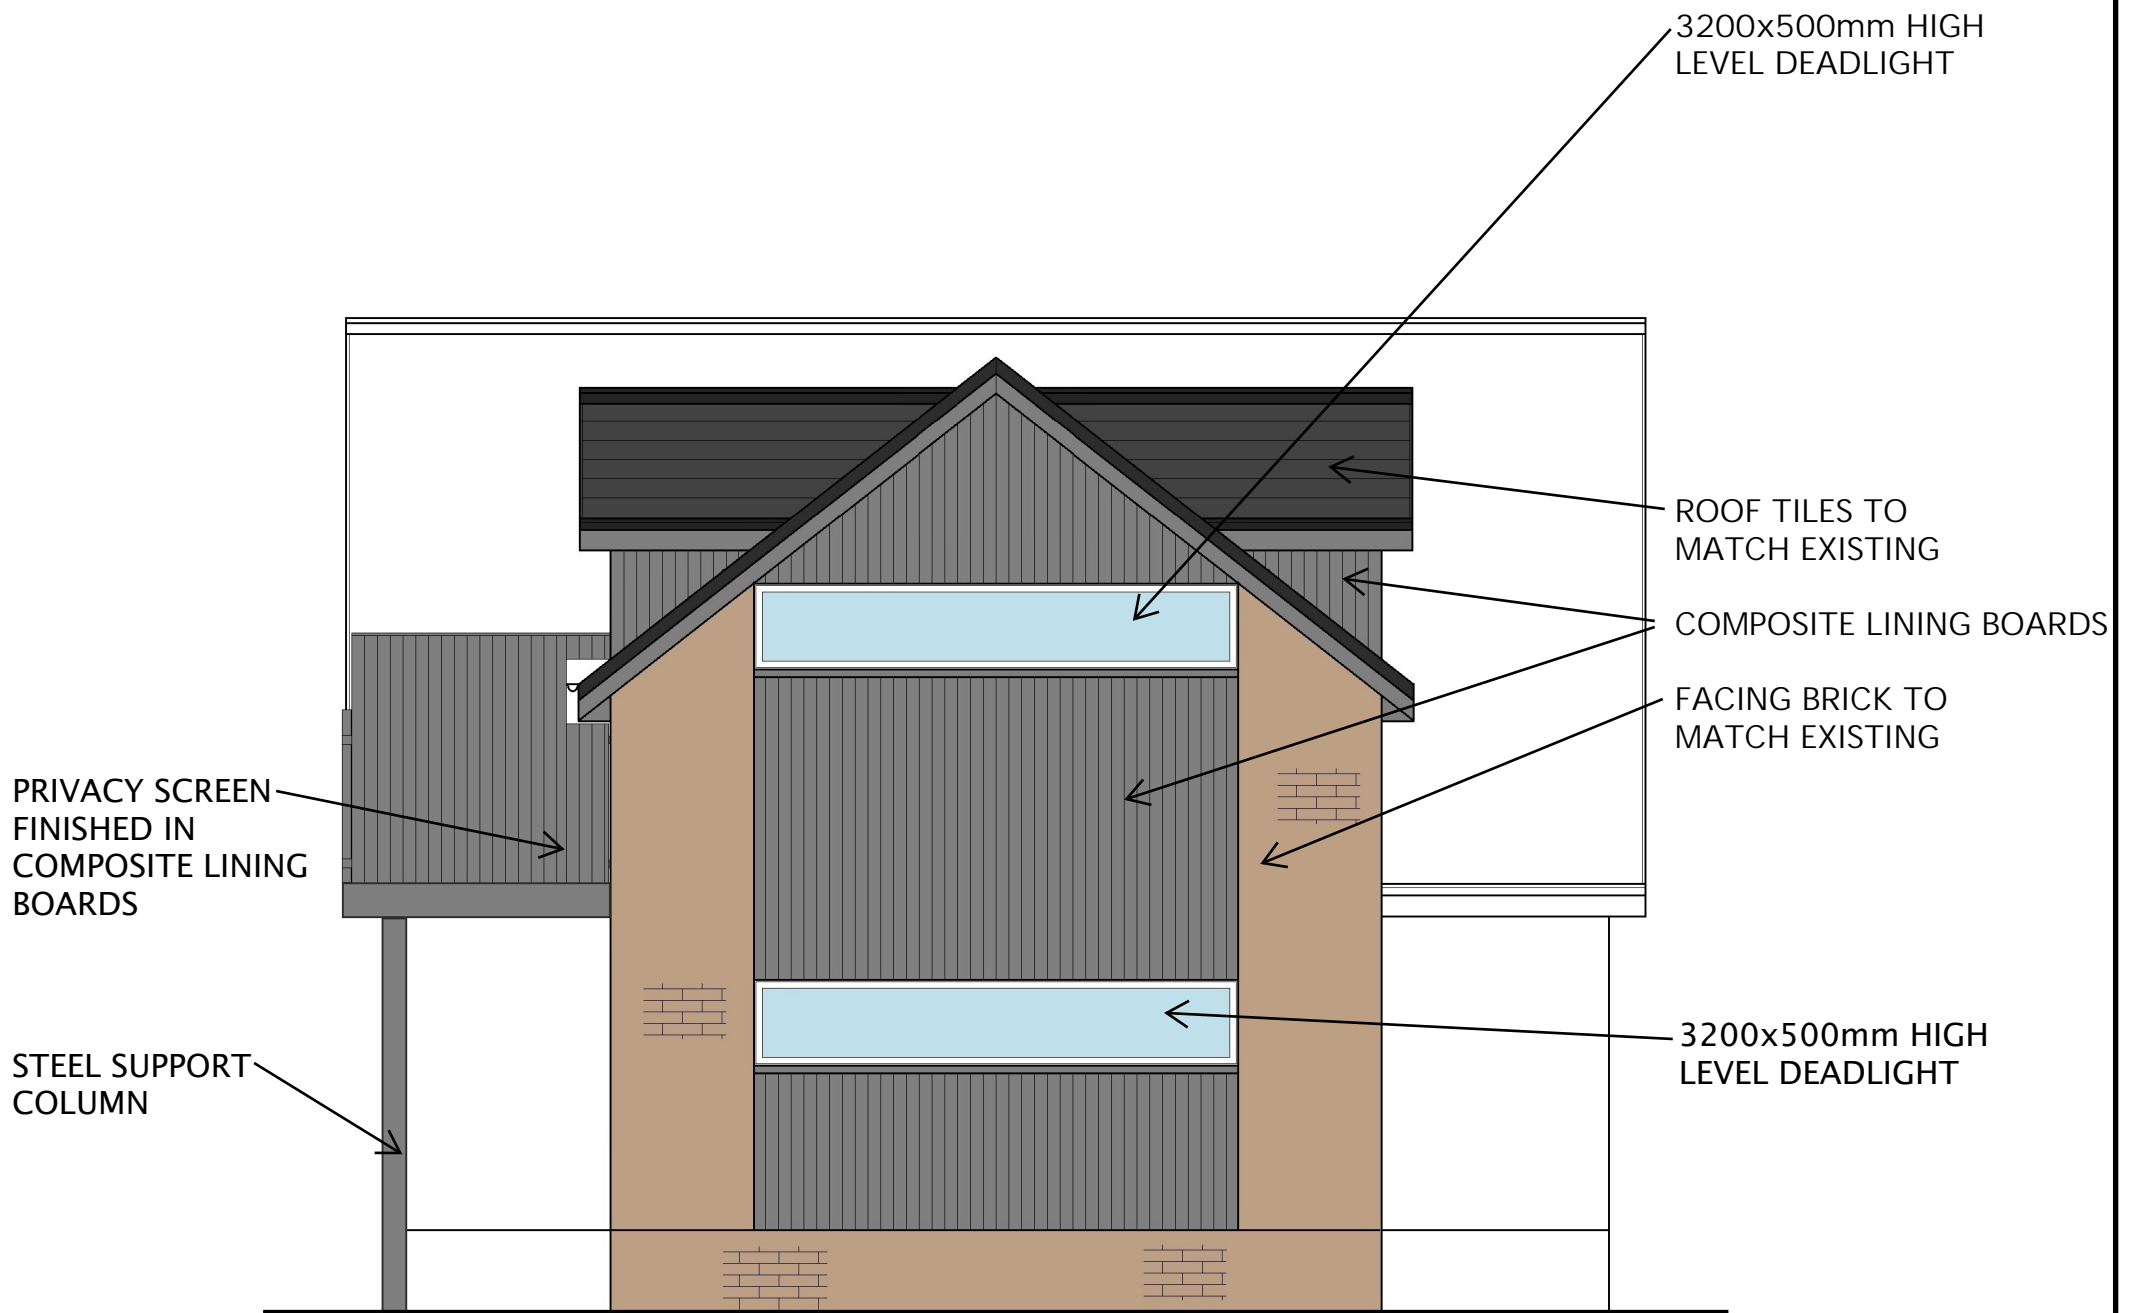 3200x500mm HIGH
LEVEL DEADLIGHT
ROOF TILES TO
MATCH EXISTING
COMPOSITE LINING BOARDS
FACING BRICK TO
MATCH EXISTING
PRIVACY SCREEN
FINISHED IN
COMPOSITE LINING
BOARDS
3200x500mm HIGH
LEVEL DEADLIGHT
STEEL SUPPORT
COLUMN